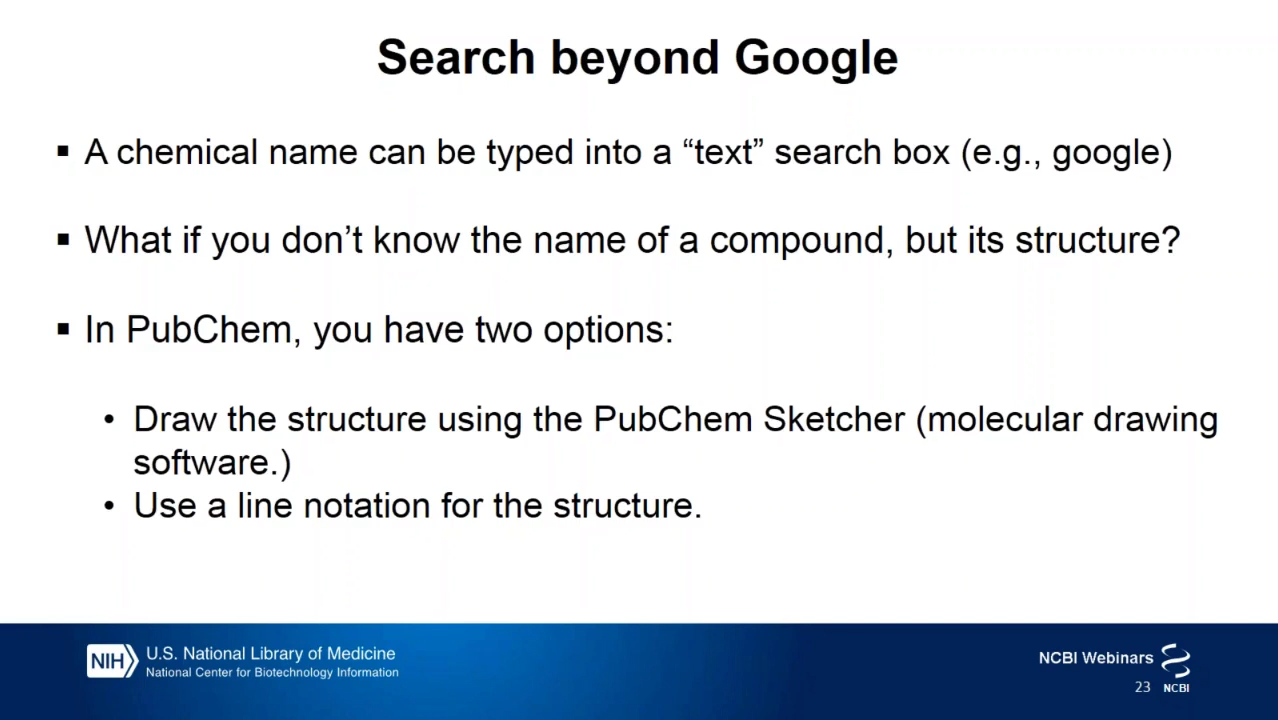 Search beyond Google
▪ A chemical name can be typed into a “text” search box (e.g., google)
▪ What if you don’t know the name of a compound, but its structure?
▪ In PubChem, you have two options:
• Draw the structure using the PubChem Sketcher (molecular drawing
software.)
• Use a line notation for the structure.
NIH
U.S. National Library of Medicine
National Center for Biotechnology Information
NCBI Webinars
23
NCBI